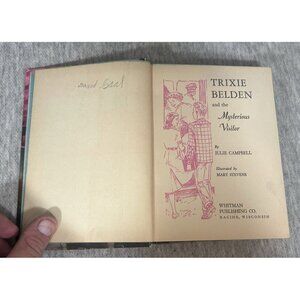 TRIXIE
BELDEN
and the
Mysterious
Visitor
By
JULIE CAMPBELL
Illustrated by
MARY STEVENS
WHITMAN
PUBLISHING CO.
RACINE, WISCONSIN